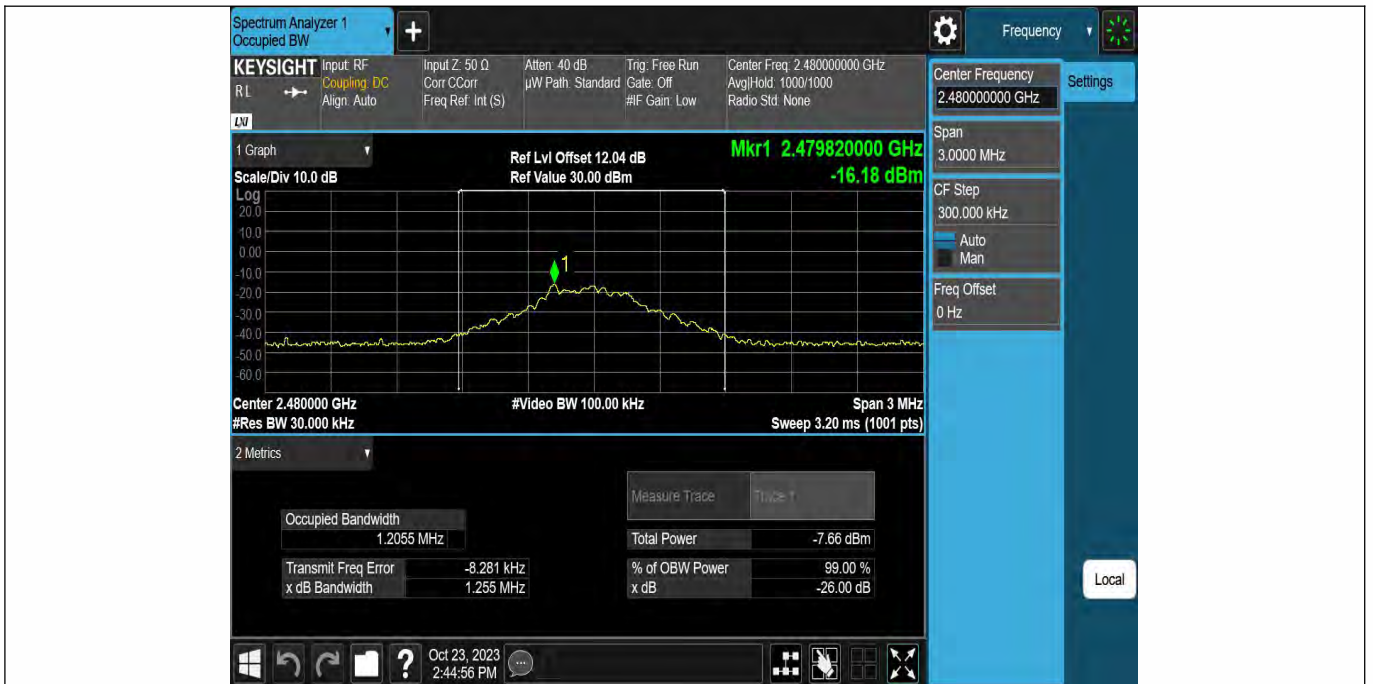 Spectrum Analyzer 1
Occupied BW
+
Frequency
KEYSIGHT
RL
LXI
Input: RF
Coupling: DC
Align: Auto
Input Z: 50 Ω
Corr CCorr
Freq Ref: Int (S)
Atten: 40 dB
µW Path: Standard
Trig: Free Run
Gate: Off
#IF Gain: Low
Center Freq: 2.480000000 GHz
Avg|Hold: 1000/1000
Radio Std: None
Center Frequency
2.480000000 GHz
Settings
Span
3.0000 MHz
CF Step
300.000 kHz
Auto
Man
Freq Offset
0 Hz
Local
1 Graph
Scale/Div 10.0 dB
Ref Lvl Offset 12.04 dB
Ref Value 30.00 dBm
Mkr1 2.479820000 GHz
-16.18 dBm
Log
20.0
10.0
0.00
-10.0
-20.0
-30.0
-40.0
-50.0
-60.0
1
Center 2.480000 GHz
#Video BW 100.00 kHz
Span 3 MHz
#Res BW 30.000 kHz
Sweep 3.20 ms (1001 pts)
2 Metrics
Measure Trace
Trace 1
Occupied Bandwidth
1.2055 MHz
Total Power
-7.66 dBm
Transmit Freq Error
-8.281 kHz
% of OBW Power
99.00 %
x dB Bandwidth
1.255 MHz
x dB
-26.00 dB
?
Oct 23, 2023
2:44:56 PM